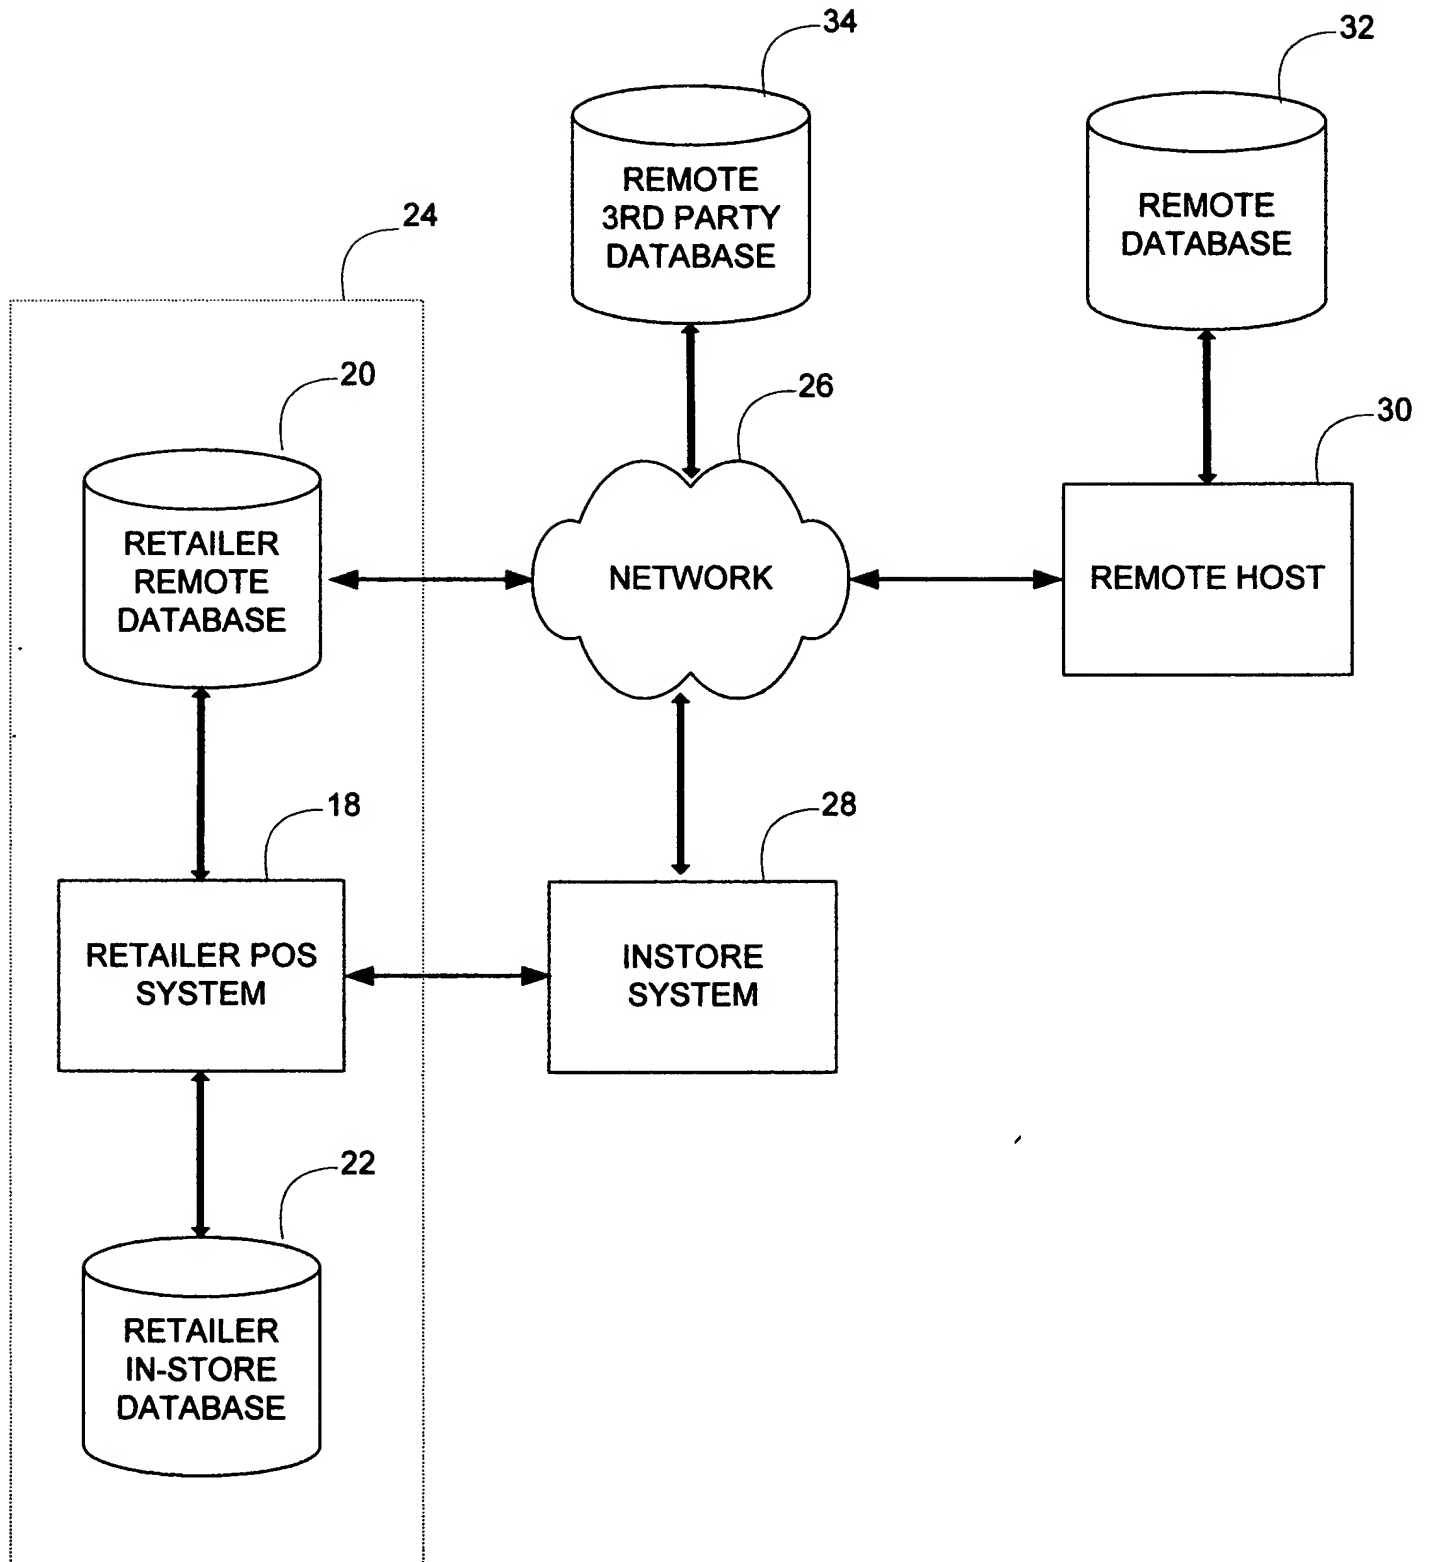 34
32
REMOTE
3RD PARTY
DATABASE
REMOTE
DATABASE
24
20
26
30
RETAILER
REMOTE
DATABASE
NETWORK
REMOTE HOST
18
28
RETAILER POS
SYSTEM
INSTORE
SYSTEM
22
RETAILER
IN-STORE
DATABASE